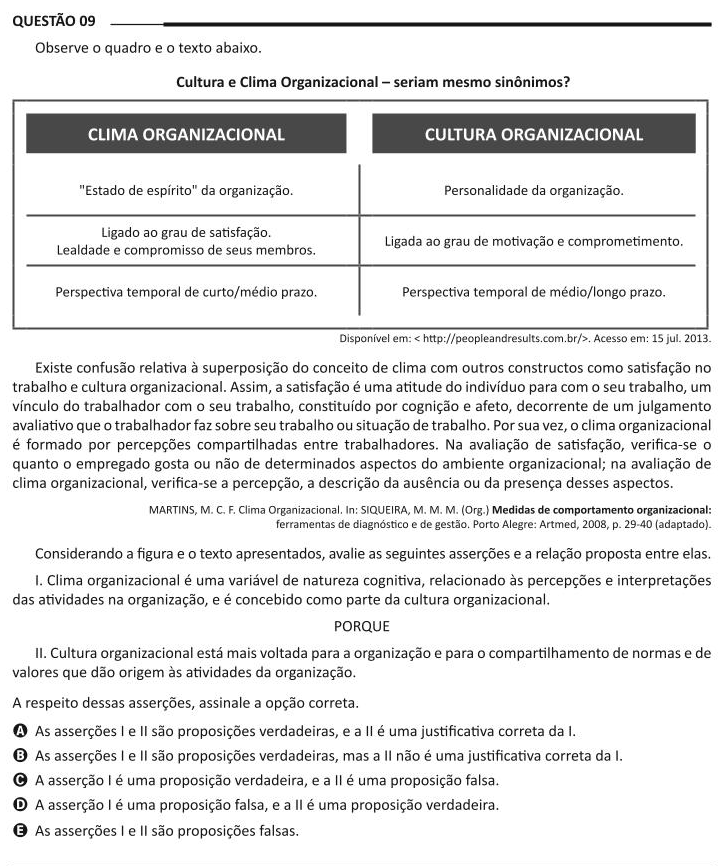 QUESTÃO 09
Observe o quadro e o texto abaixo.
Cultura e Clima Organizacional – seriam mesmo sinônimos?
CLIMA ORGANIZACIONAL
CULTURA ORGANIZACIONAL
"Estado de espírito" da organização.
Personalidade da organização.
Ligado ao grau de satisfação.
Lealdade e compromisso de seus membros.
Ligada ao grau de motivação e comprometimento.
Perspectiva temporal de curto/médio prazo.
Perspectiva temporal de médio/longo prazo.
Disponível em: < http://peopleandresults.com.br/>. Acesso em: 15 jul. 2013.
Existe confusão relativa à superposição do conceito de clima com outros constructos como satisfação no
trabalho e cultura organizacional. Assim, a satisfação é uma atitude do indivíduo para com o seu trabalho, um
vínculo do trabalhador com o seu trabalho, constituído por cognição e afeto, decorrente de um julgamento
avaliativo que o trabalhador faz sobre seu trabalho ou situação de trabalho. Por sua vez, o clima organizacional
é formado por percepções compartilhadas entre trabalhadores. Na avaliação de satisfação, verifica-se o
quanto o empregado gosta ou não de determinados aspectos do ambiente organizacional; na avaliação de
clima organizacional, verifica-se a percepção, a descrição da ausência ou da presença desses aspectos.
MARTINS, M. C. F. Clima Organizacional. In: SIQUEIRA, M. M. M. (Org.) Medidas de comportamento organizacional:
ferramentas de diagnóstico e de gestão. Porto Alegre: Artmed, 2008, p. 29-40 (adaptado).
Considerando a figura e o texto apresentados, avalie as seguintes asserções e a relação proposta entre elas.
I. Clima organizacional é uma variável de natureza cognitiva, relacionado às percepções e interpretações
das atividades na organização, e é concebido como parte da cultura organizacional.
PORQUE
II. Cultura organizacional está mais voltada para a organização e para o compartilhamento de normas e de
valores que dão origem às atividades da organização.
A respeito dessas asserções, assinale a opção correta.
A As asserções I e II são proposições verdadeiras, e a II é uma justificativa correta da I.
B As asserções I e II são proposições verdadeiras, mas a II não é uma justificativa correta da I.
C A asserção I é uma proposição verdadeira, e a II é uma proposição falsa.
D A asserção I é uma proposição falsa, e a II é uma proposição verdadeira.
E As asserções I e II são proposições falsas.